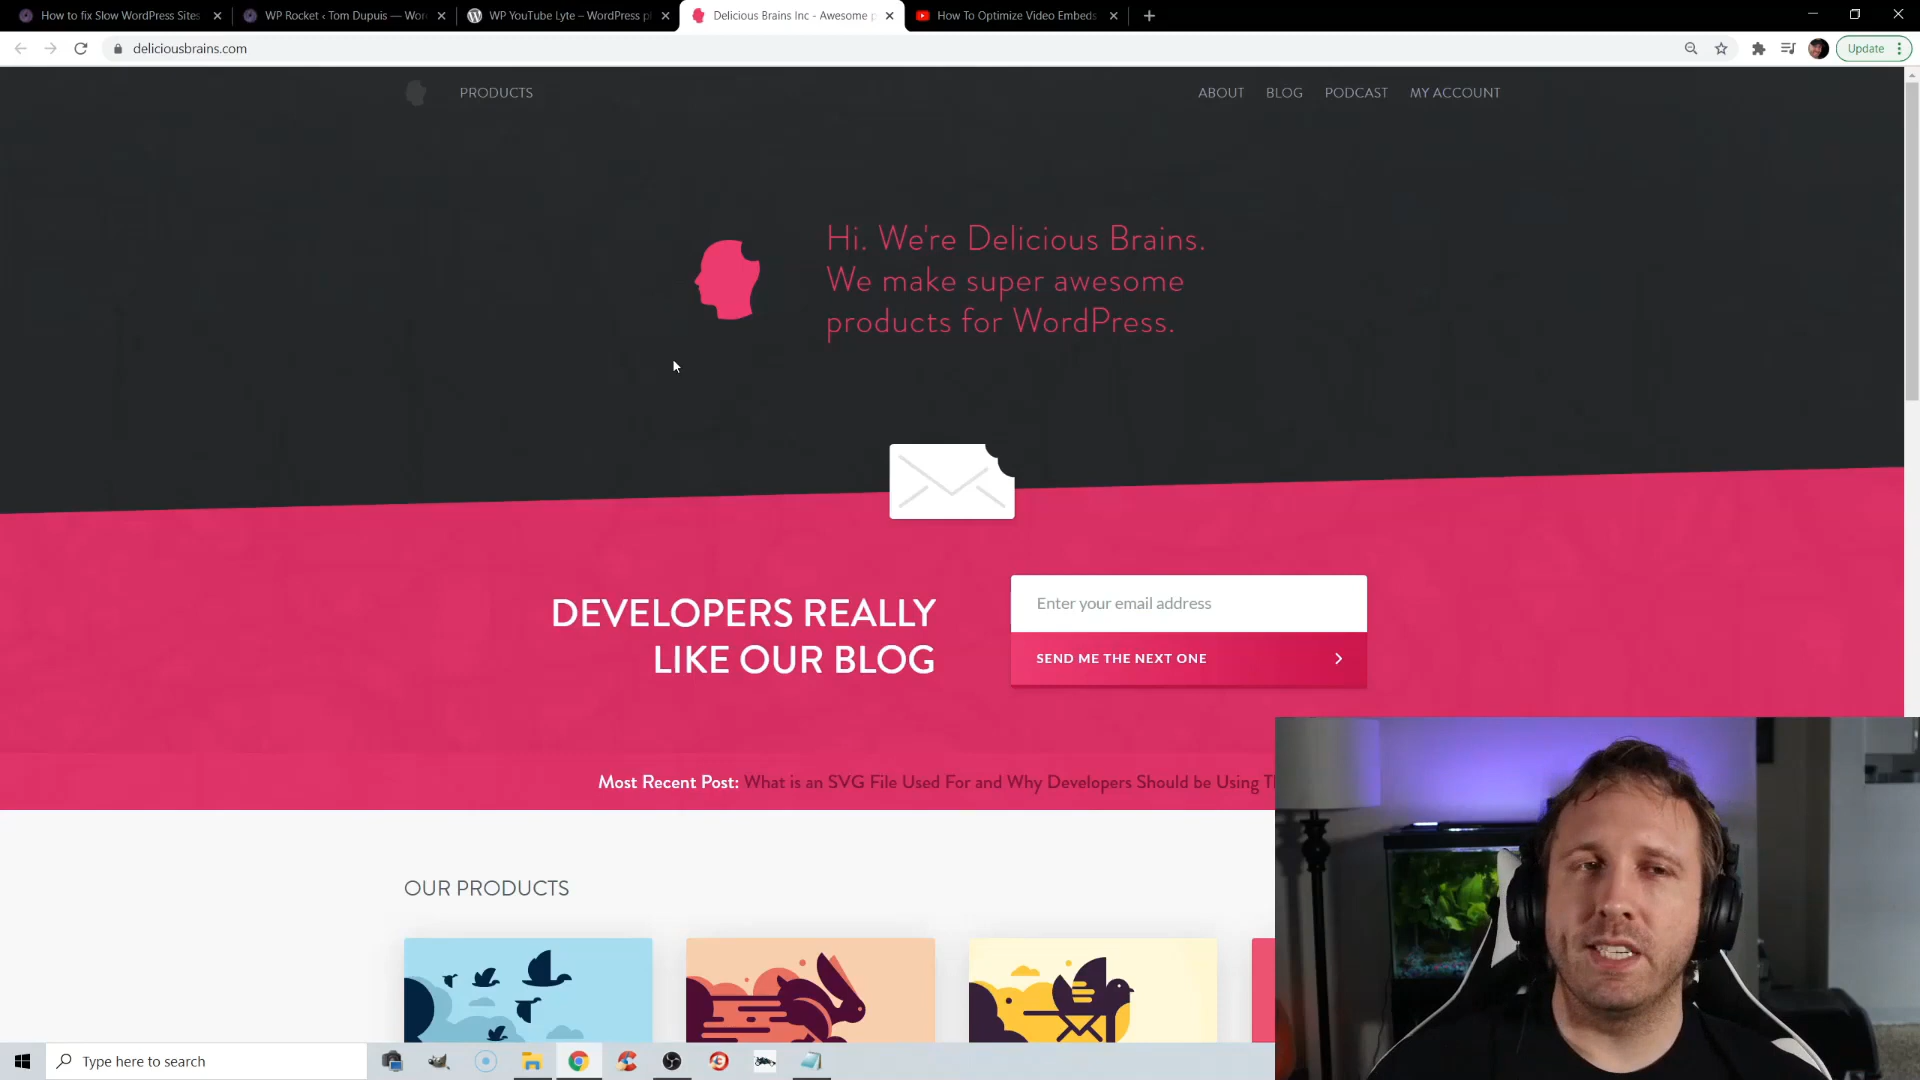 How to fix Slow WordPress Sites
WP Rocket ‹ Tom Dupuis — Wor
WP YouTube Lyte – WordPress pl
Delicious Brains Inc - Awesome p
How To Optimize Video Embeds
deliciousbrains.com
Update
PRODUCTS
ABOUT
BLOG
PODCAST
MY ACCOUNT
Hi. We're Delicious Brains.
We make super awesome
products for WordPress.
DEVELOPERS REALLY
LIKE OUR BLOG
Enter your email address
SEND ME THE NEXT ONE
Most Recent Post: What is an SVG File Used For and Why Developers Should be Using Th
OUR PRODUCTS
Type here to search